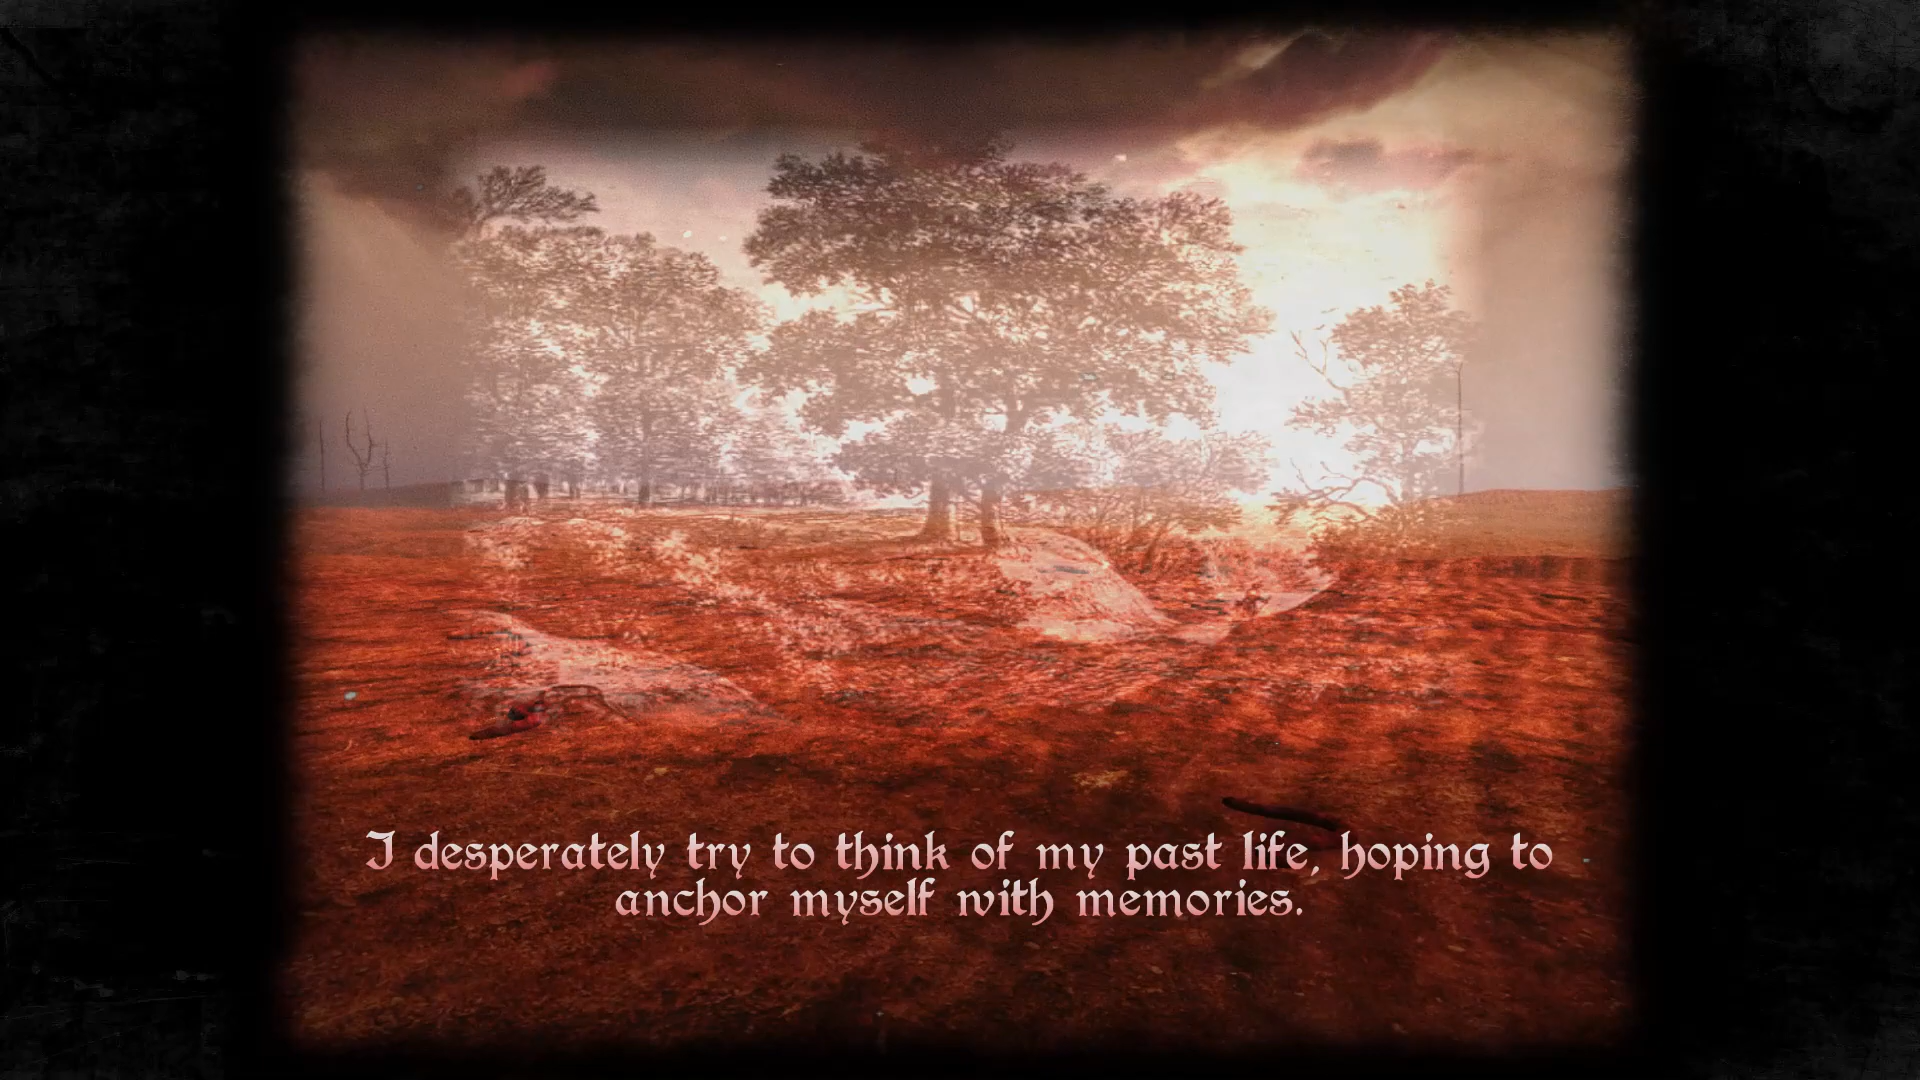 I desperately try to think of my past life, hoping to
anchor myself with memories.